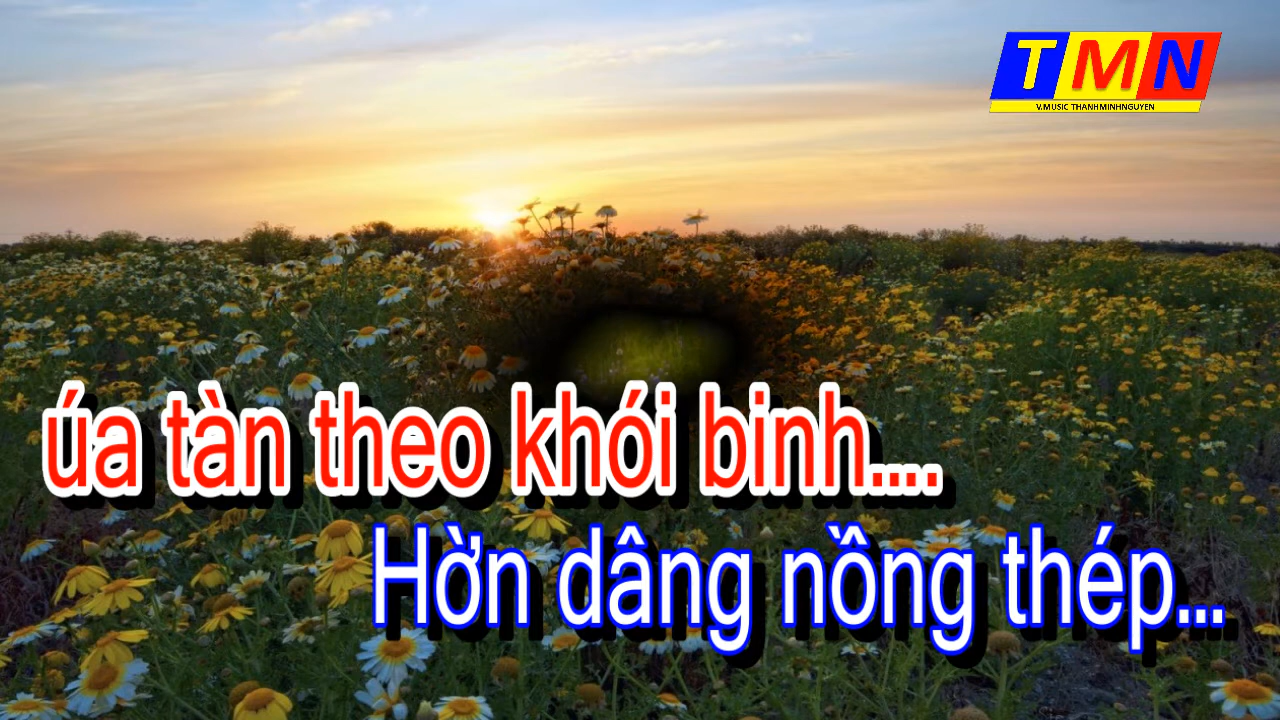 TMN
V.MUSIC THANHMINHNGUYEN
úa tàn theo khói binh....
Hờn dâng nồng thép...